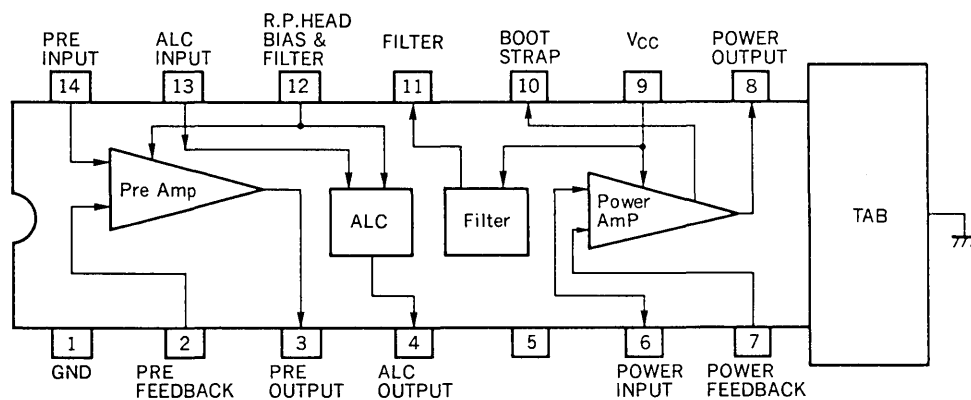 R.P.HEAD
PRE
INPUT
ALC
INPUT
BIAS &
FILTER
FILTER
BOOT
STRAP
VCC
POWER
OUTPUT
14
13
12
11
10
9
8
Pre Amp
ALC
Filter
Power
AmP
TAB
1
2
3
4
5
6
7
GND
PRE
FEEDBACK
PRE
OUTPUT
ALC
OUTPUT
POWER
INPUT
POWER
FEEDBACK